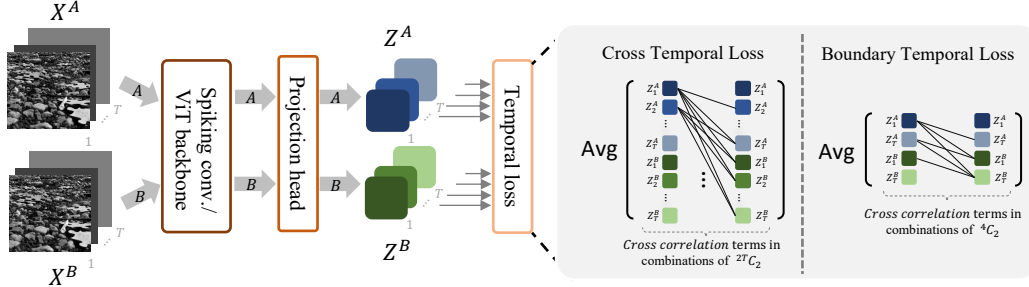 X^A
T
1
X^B
T
1
A
B
Spiking conv./
ViT backbone
A
B
Projection head
A
B
Z^A
T
1
Z^B
T
1
Temporal loss
Cross Temporal Loss
Avg
Z_1^A Z_1^A
Z_2^A Z_2^A
⋮ ⋮
Z_T^A Z_T^A
Z_1^B Z_1^B
Z_2^B ⋯ Z_2^B
⋮ ⋮
Z_T^B Z_T^B
Cross correlation terms in
combinations of ^{2T}C_2
Boundary Temporal Loss
Avg
Z_1^A Z_1^A
Z_T^A Z_T^A
Z_1^B Z_1^B
Z_T^B Z_T^B
Cross correlation terms in
combinations of ^4C_2